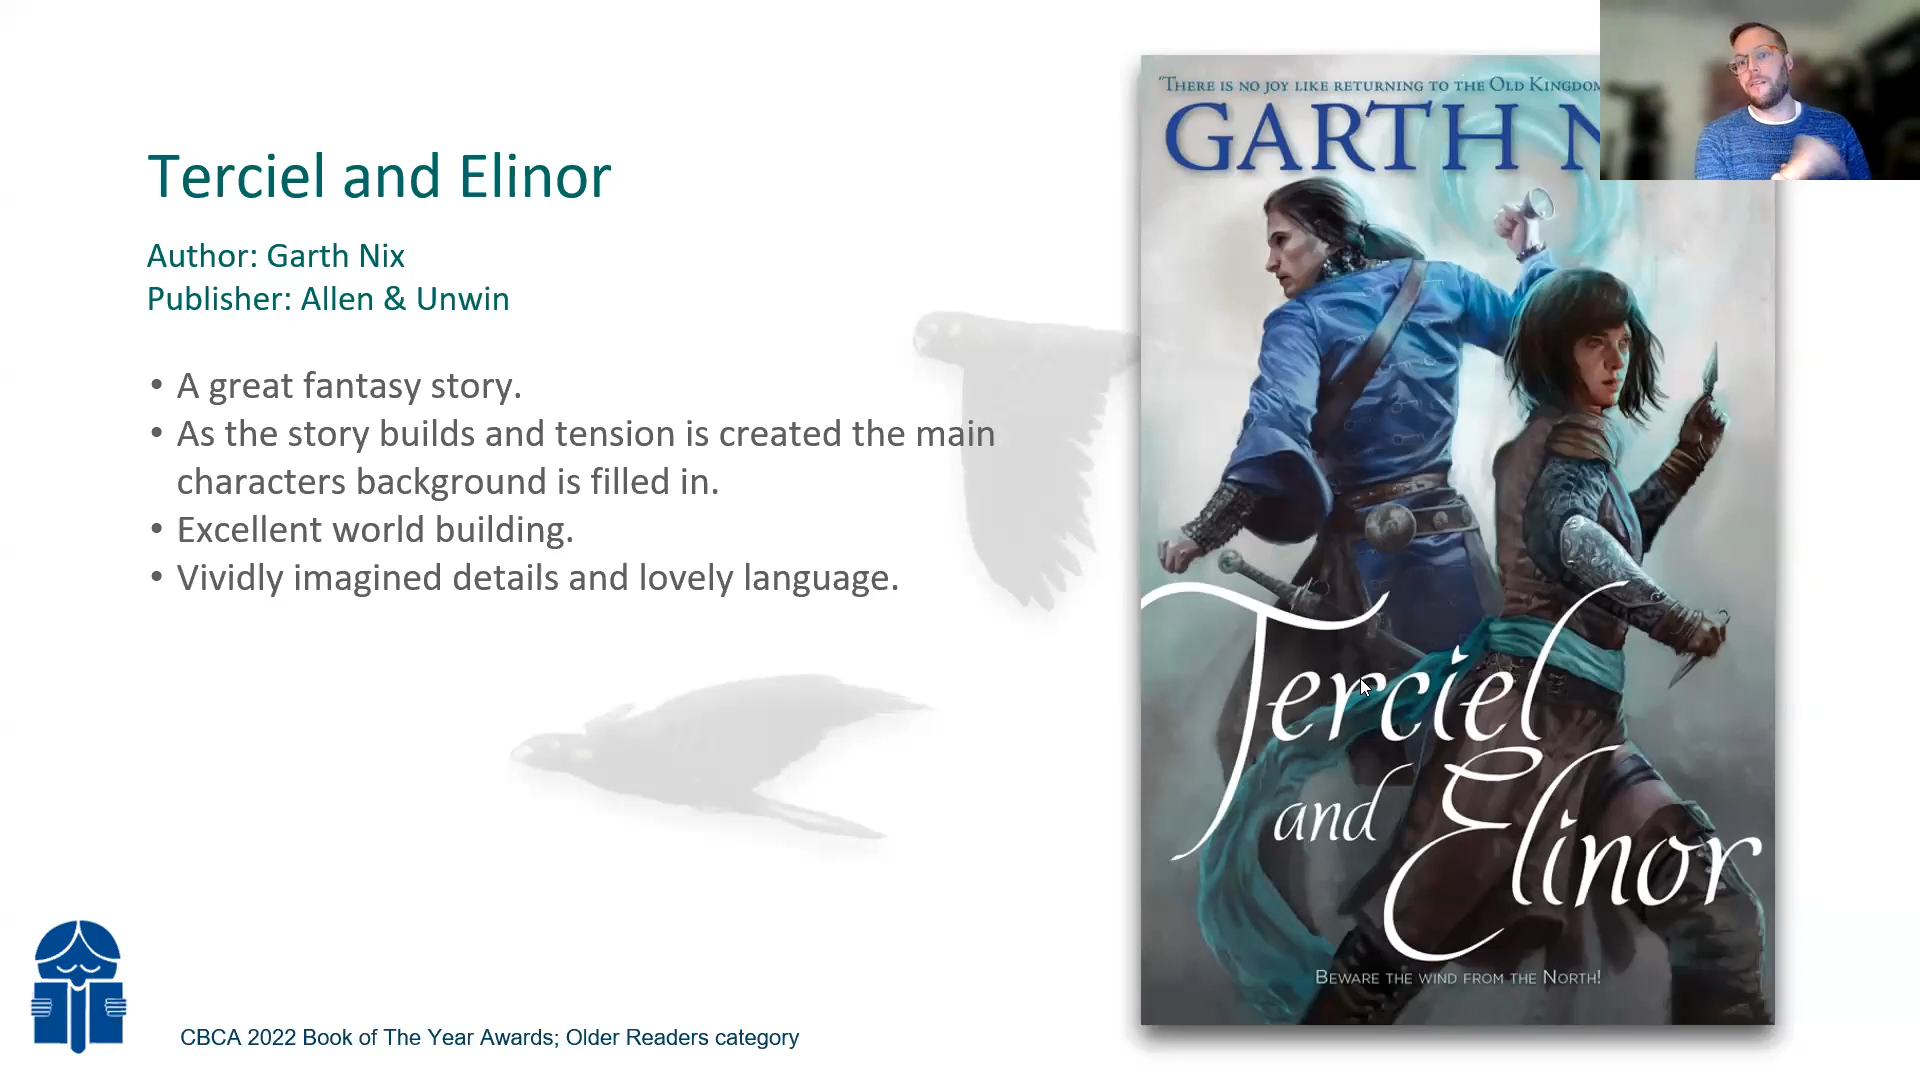 Terciel and Elinor
Author: Garth Nix
Publisher: Allen & Unwin
• A great fantasy story.
• As the story builds and tension is created the main
characters background is filled in.
• Excellent world building.
• Vividly imagined details and lovely language.
CBCA 2022 Book of The Year Awards; Older Readers category
"THERE IS NO JOY LIKE RETURNING TO THE OLD KINGDOM
GARTH N
Terciel
and Elinor
BEWARE THE WIND FROM THE NORTH!